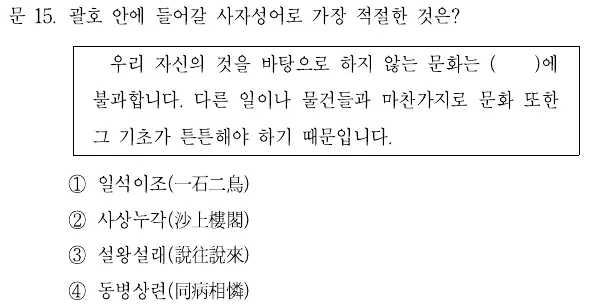 문 15. 괄호 안에 들어갈 사자성어로 가장 적절한 것은?
우리 자신의 것을 바탕으로 하지 않는 문화는 (    )에
불과합니다. 다른 일이나 물건들과 마찬가지로 문화 또한
그 기초가 튼튼해야 하기 때문입니다.
① 일석이조(一石二鳥)
② 사상누각(沙上樓閣)
③ 설왕설래(說往說來)
④ 동병상련(同病相憐)